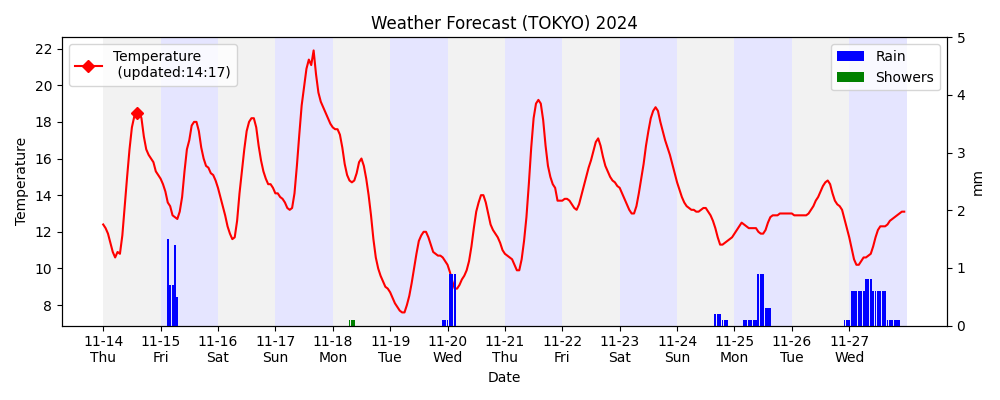 Weather Forecast (TOKYO) 2024
Temperature
(updated:14:17)
Rain
Showers
22
20
18
16
14
12
10
8
Temperature
5
4
3
2
1
0
mm
11-14 11-15 11-16 11-17 11-18 11-19 11-20 11-21 11-22 11-23 11-24 11-25 11-26 11-27
Thu Fri Sat Sun Mon Tue Wed Thu Fri Sat Sun Mon Tue Wed
Date